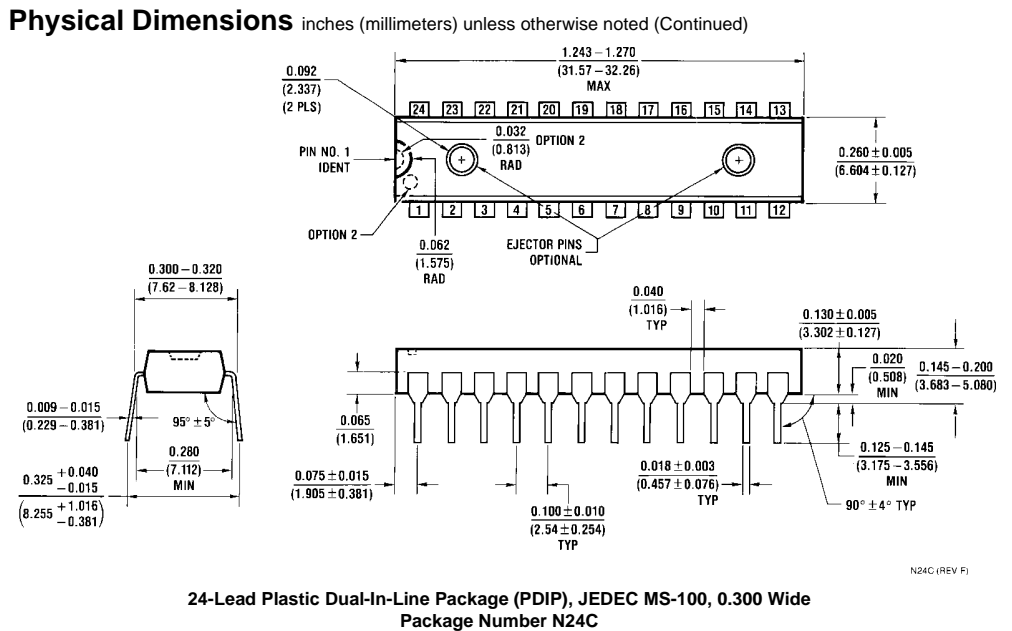 Physical Dimensions inches (millimeters) unless otherwise noted (Continued)
1.243 – 1.270
(31.57 – 32.26)
MAX
0.092
(2.337)
(2 PLS)
24 23 22 21 20 19 18 17 16 15 14 13
0.032
(0.813)
RAD
OPTION 2
PIN NO. 1
IDENT
0.260 ± 0.005
(6.604 ± 0.127)
1 2 3 4 5 6 7 8 9 10 11 12
OPTION 2
0.062
(1.575)
RAD
EJECTOR PINS
OPTIONAL
0.300 – 0.320
(7.62 – 8.128)
0.040
(1.016)
TYP
0.130 ± 0.005
(3.302 ± 0.127)
0.020
(0.508)
MIN
0.145 – 0.200
(3.683 – 5.080)
0.009 – 0.015
(0.229 – 0.381)
95° ± 5°
0.065
(1.651)
0.280
(7.112)
MIN
0.325 + 0.040
– 0.015
(8.255 + 1.016
– 0.381)
0.075 ± 0.015
(1.905 ± 0.381)
0.100 ± 0.010
(2.54 ± 0.254)
TYP
0.018 ± 0.003
(0.457 ± 0.076)
TYP
0.125 – 0.145
(3.175 – 3.556)
MIN
90° ± 4° TYP
N24C (REV F)
24-Lead Plastic Dual-In-Line Package (PDIP), JEDEC MS-100, 0.300 Wide
Package Number N24C